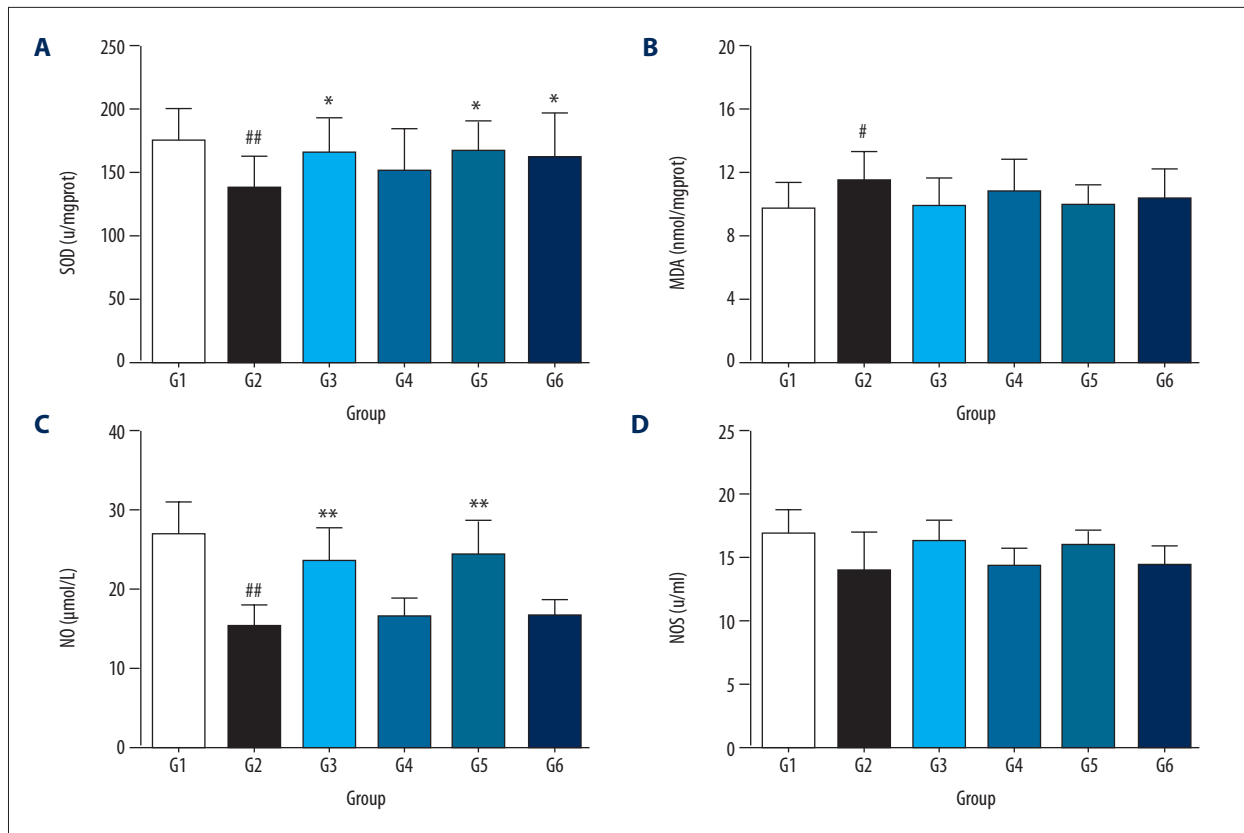 A
SOD (u/mgprot)
250
200
150
100
50
0
##
*
*
*
G1 G2 G3 G4 G5 G6
Group
B
MDA (nmol/mgprot)
20
16
12
8
4
0
#
G1 G2 G3 G4 G5 G6
Group
C
NO (µmol/L)
40
30
20
10
0
##
**
**
G1 G2 G3 G4 G5 G6
Group
D
NOS (u/ml)
25
20
15
10
5
0
G1 G2 G3 G4 G5 G6
Group